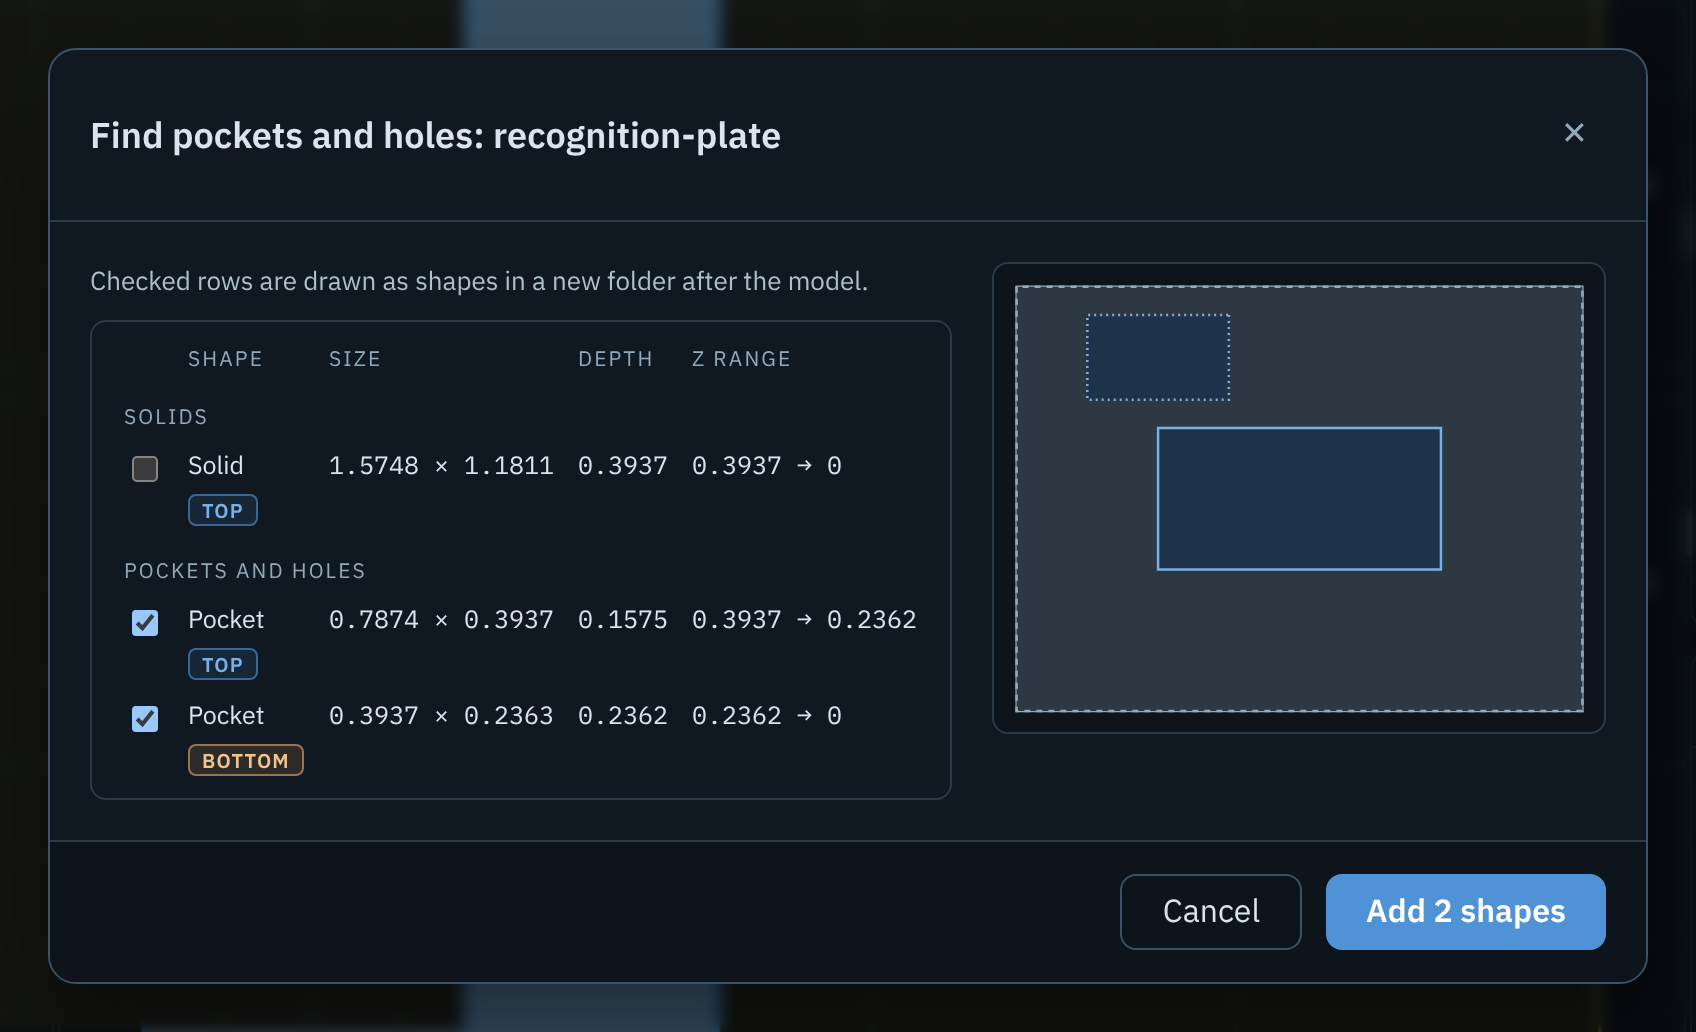 Find pockets and holes: recognition-plate
×
Checked rows are drawn as shapes in a new folder after the model.
SHAPE SIZE DEPTH Z RANGE
SOLIDS
Solid 1.5748 × 1.1811 0.3937 0.3937 → 0
TOP
POCKETS AND HOLES
Pocket 0.7874 × 0.3937 0.1575 0.3937 → 0.2362
TOP
Pocket 0.3937 × 0.2363 0.2362 0.2362 → 0
BOTTOM
Cancel Add 2 shapes